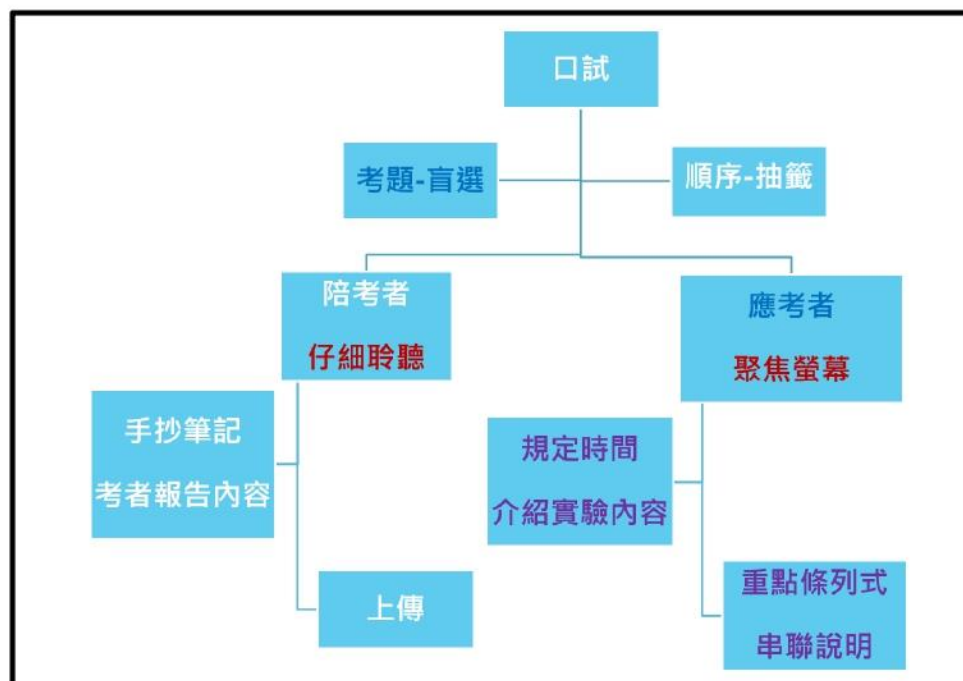 口試
考題-盲選
順序-抽籤
陪考者
仔細聆聽
應考者
聚焦螢幕
手抄筆記
考者報告內容
規定時間
介紹實驗內容
上傳
重點條列式
串聯說明